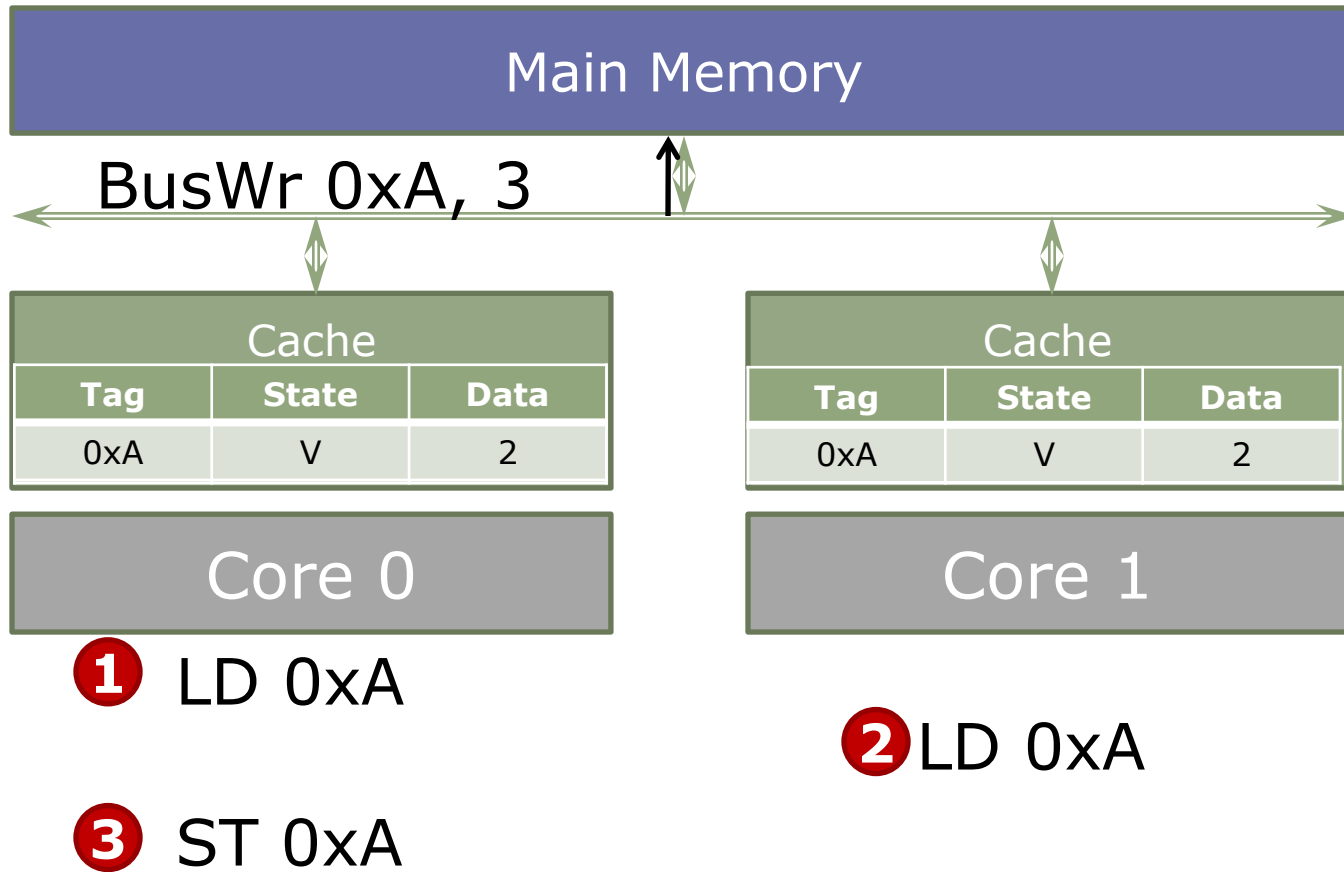 Main Memory
BusWr 0xA, 3
Cache
Tag State Data
0xA V 2
Cache
Tag State Data
0xA V 2
Core 0
Core 1
1 LD 0xA
2 LD 0xA
3 ST 0xA